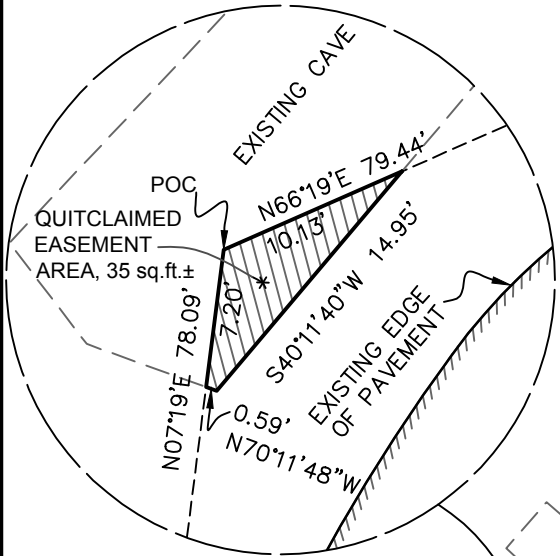 EXISTING CAVE
POC
N66°19'E 79.44'
10.13'
QUITCLAIMED
EASEMENT
AREA, 35 sq.ft.±
*
7.20'
N07°19'E 78.09'
S40°11'40"W 14.95'
EXISTING EDGE
OF PAVEMENT
0.59'
N70°11'48"W